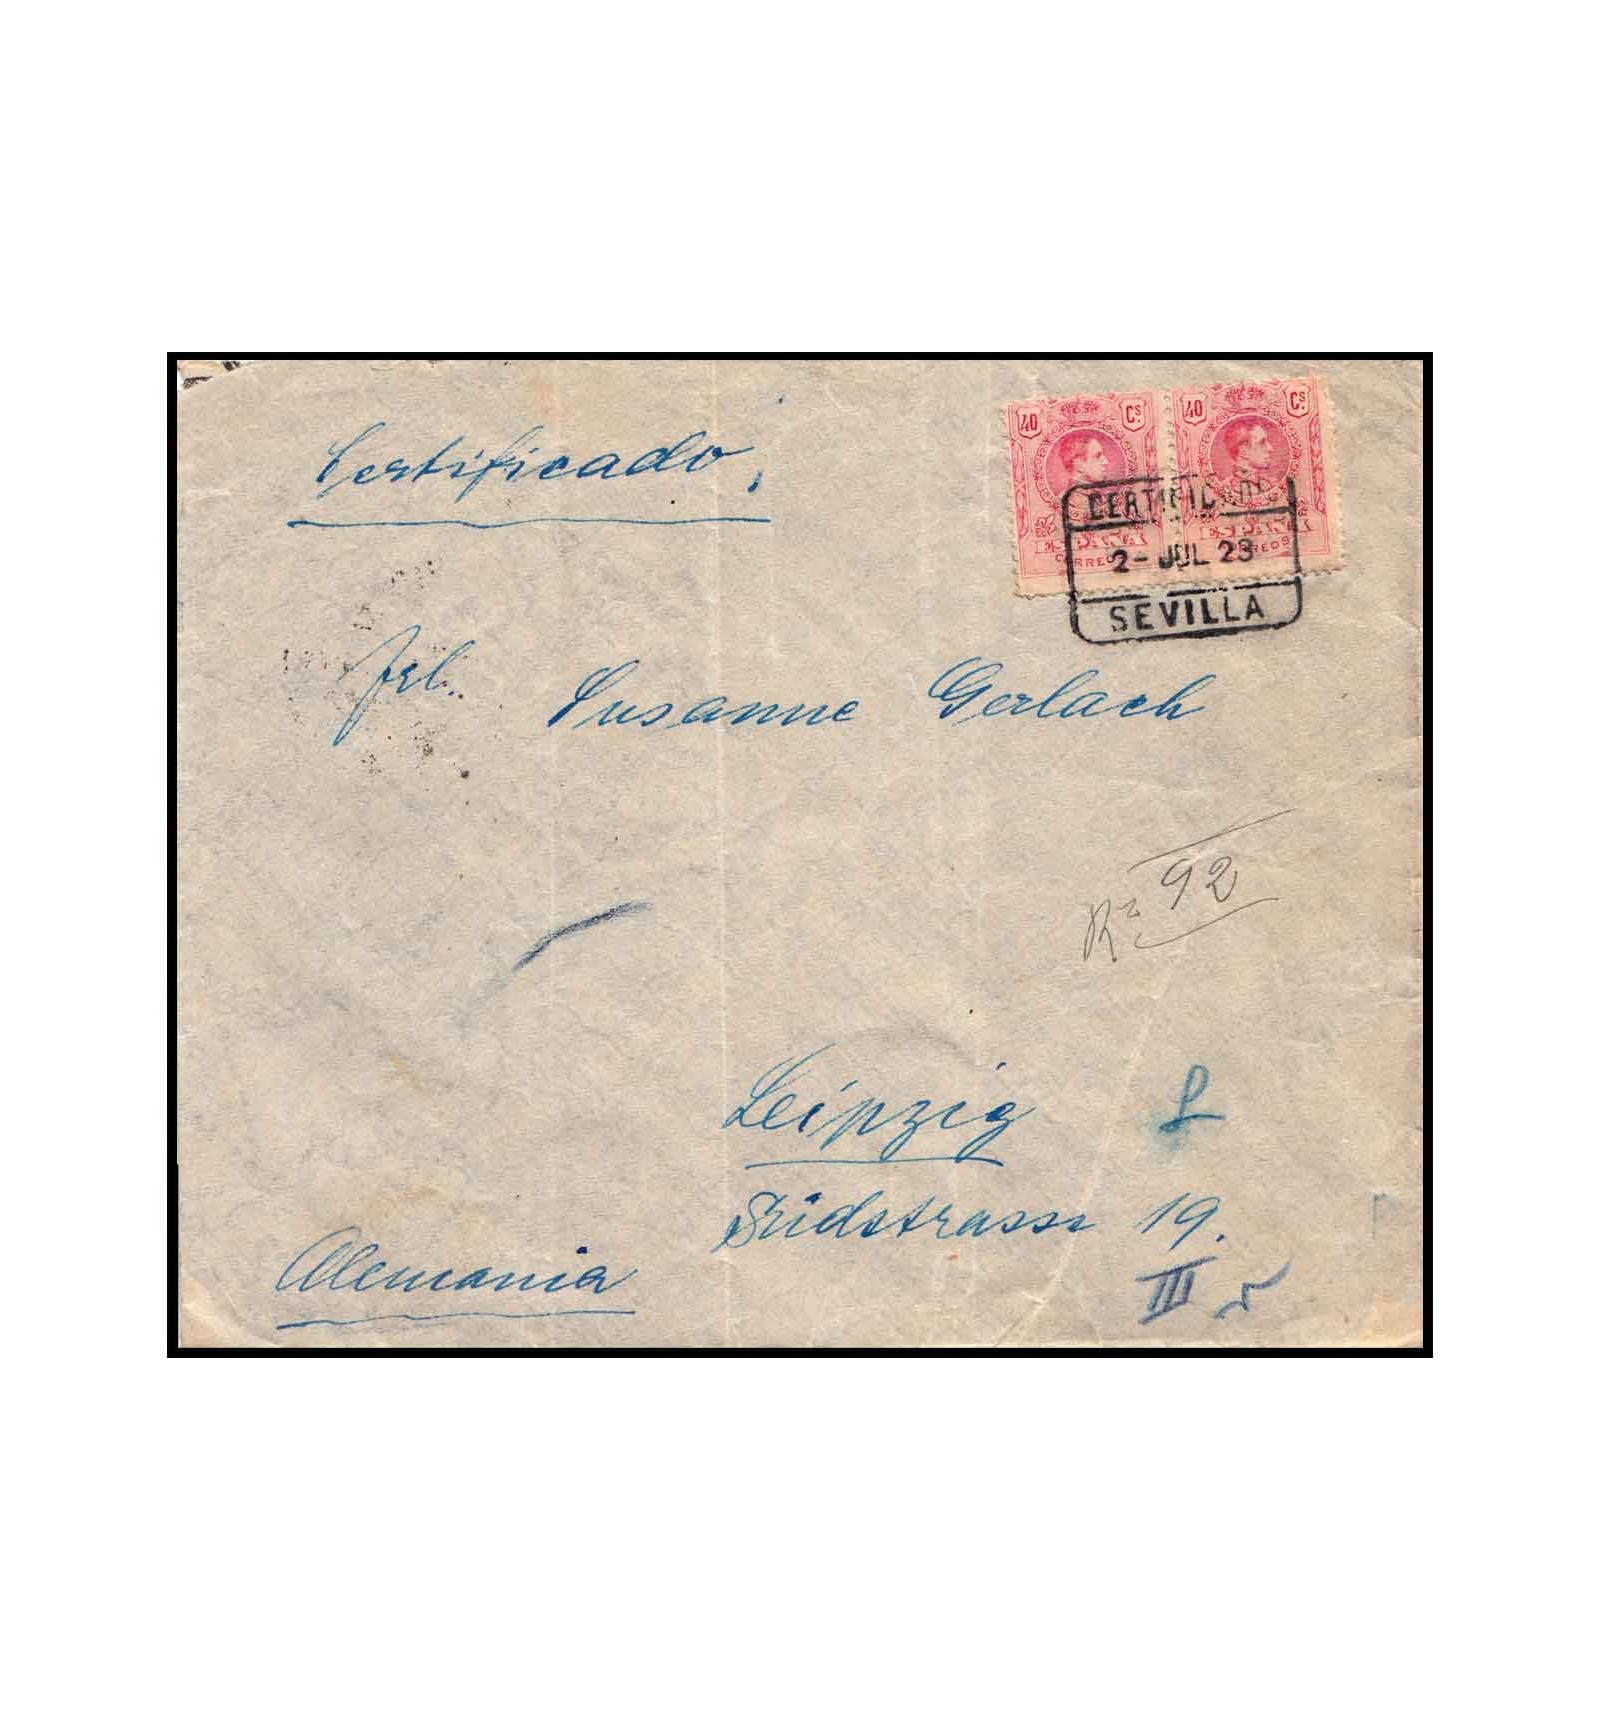 Certificado,
40 Cs. 40 Cs.
ESPAÑA ESPAÑA
CORREOS CORREOS
CERTIFICADO
2- JUL 23
SEVILLA
Frl. Susanne Gerlach
92
Leipzig
Südstrasse 19.
III r
Alemania